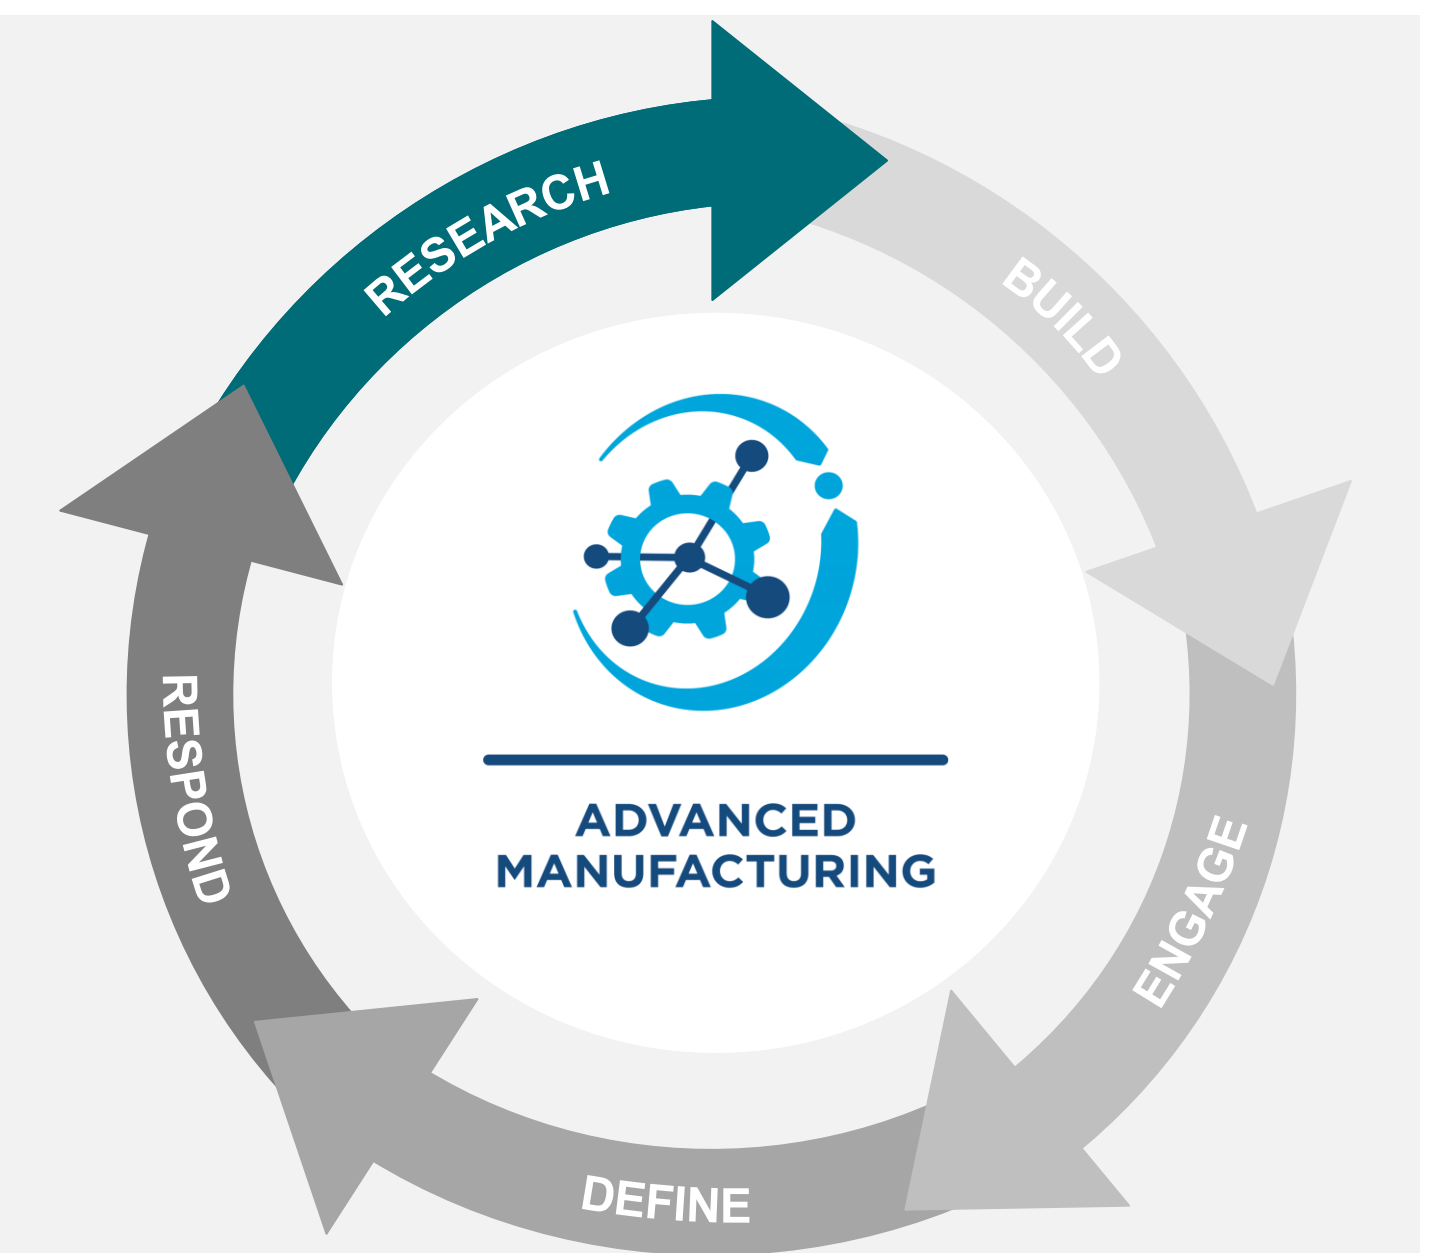 RESEARCH
BUILD
ENGAGE
DEFINE
RESPOND
ADVANCED
MANUFACTURING